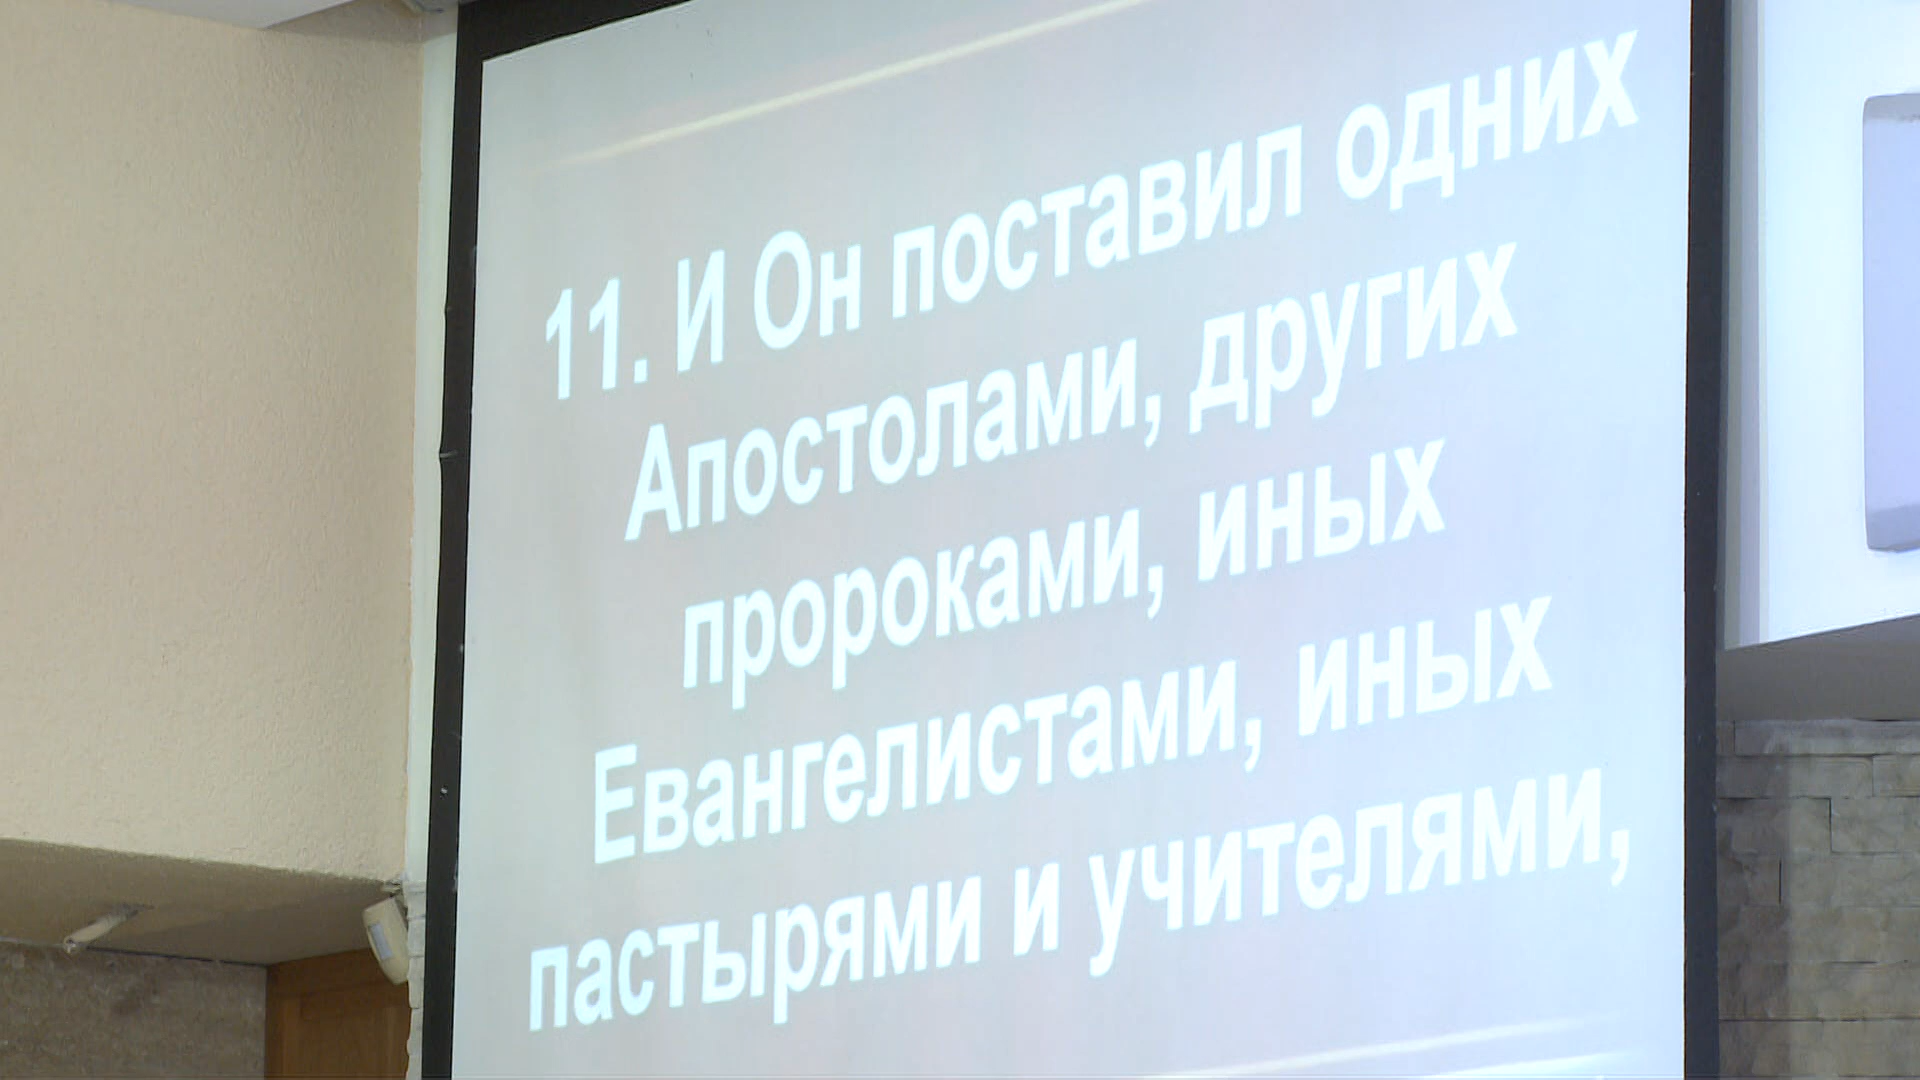 11. И Он поставил одних
Апостолами, других
пророками, иных
Евангелистами, иных
пастырями и учителями,